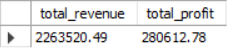 total_revenue total_profit
2263520.49 280612.78